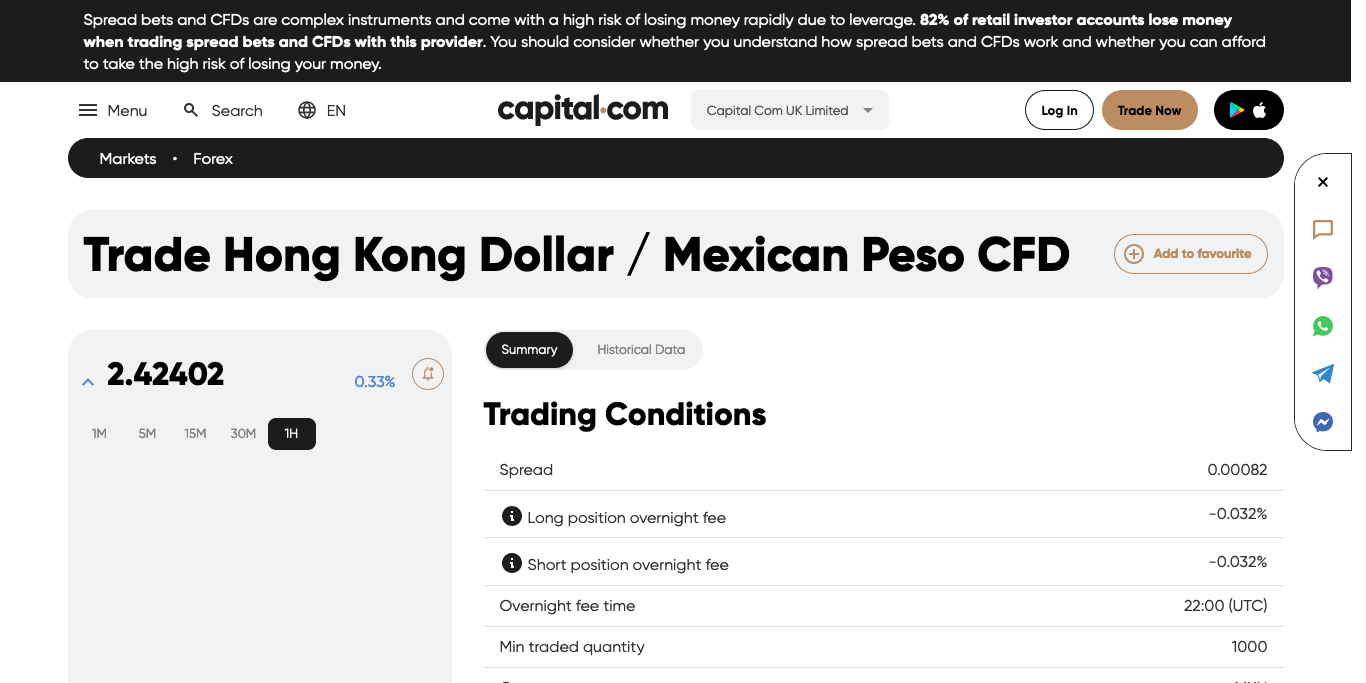 Spread bets and CFDs are complex instruments and come with a high risk of losing money rapidly due to leverage. 82% of retail investor accounts lose money
when trading spread bets and CFDs with this provider. You should consider whether you understand how spread bets and CFDs work and whether you can afford
to take the high risk of losing your money.
Menu Search EN capital.com Capital Com UK Limited Log In Trade Now
Markets • Forex
Trade Hong Kong Dollar / Mexican Peso CFD Add to favourite
2.42402 0.33%
1M 5M 15M 30M 1H
Summary Historical Data
Trading Conditions
Spread 0.00082
Long position overnight fee -0.032%
Short position overnight fee -0.032%
Overnight fee time 22:00 (UTC)
Min traded quantity 1000